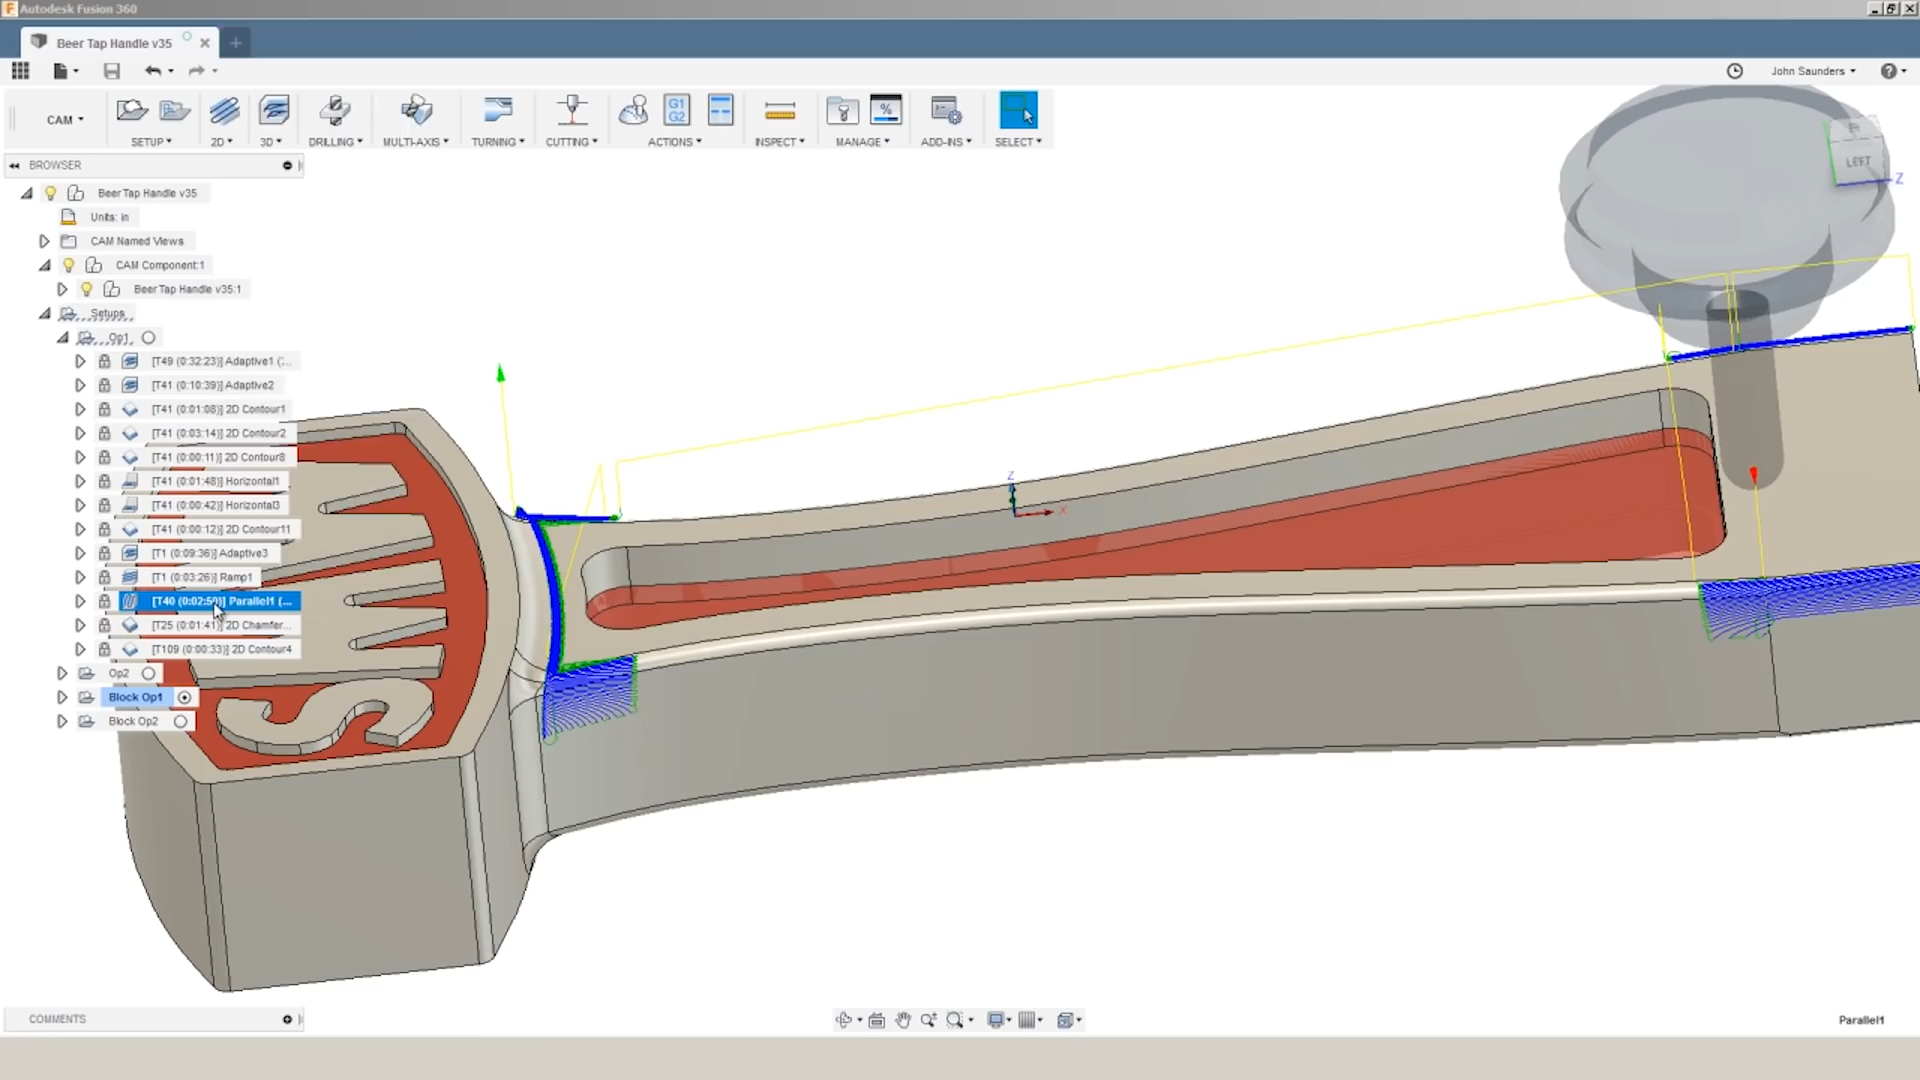 Autodesk Fusion 360
Beer Tap Handle v35
John Saunders
CAM
G1
G2
%
SETUP
2D
3D
DRILLING
MULTI-AXIS
TURNING
CUTTING
ACTIONS
INSPECT
MANAGE
ADD-INS
SELECT
LEFT
Z
BROWSER
Beer Tap Handle v35
Units: in
CAM Named Views
CAM Component:1
Beer Tap Handle v35:1
Setups
Op1
[T49 (0:32:23)] Adaptive1 (...
[T41 (0:10:39)] Adaptive2
[T41 (0:01:08)] 2D Contour1
[T41 (0:03:14)] 2D Contour2
[T41 (0:00:11)] 2D Contour8
[T41 (0:01:48)] Horizontal1
[T41 (0:00:42)] Horizontal3
[T41 (0:00:12)] 2D Contour11
[T1 (0:09:36)] Adaptive3
[T1 (0:03:26)] Ramp1
[T40 (0:02:59)] Parallel1 (...
[T25 (0:01:41)] 2D Chamfer...
[T109 (0:00:33)] 2D Contour4
Op2
Block Op1
Block Op2
Z
X
S
COMMENTS
Parallel1